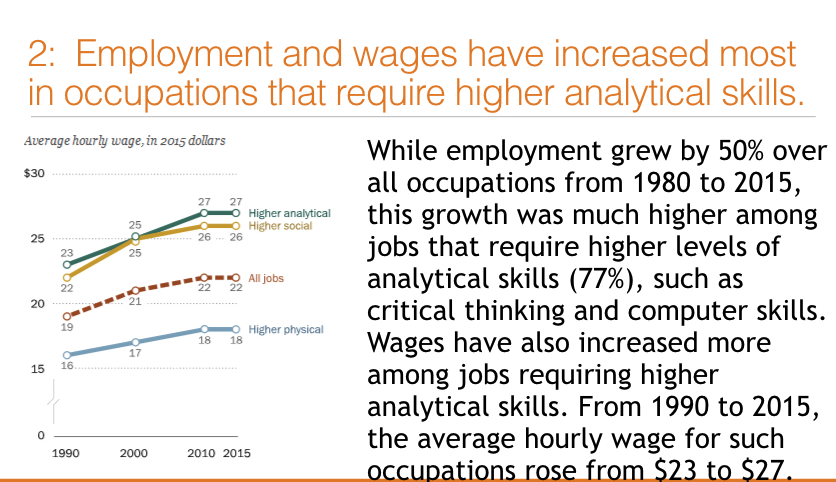 2:  Employment and wages have increased most
in occupations that require higher analytical skills.
Average hourly wage, in 2015 dollars
$30
25
20
15
0
23
25
27
27
Higher analytical
22
25
26
26
Higher social
19
21
22
22
All jobs
16
17
18
18
Higher physical
1990
2000
2010
2015
While employment grew by 50% over
all occupations from 1980 to 2015,
this growth was much higher among
jobs that require higher levels of
analytical skills (77%), such as
critical thinking and computer skills.
Wages have also increased more
among jobs requiring higher
analytical skills. From 1990 to 2015,
the average hourly wage for such
occupations rose from $23 to $27.